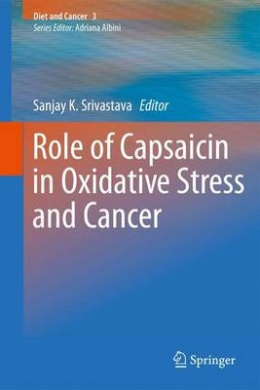 Diet and Cancer 3
Series Editor: Adriana Albini
Sanjay K. Srivastava Editor
Role of Capsaicin
in Oxidative Stress
and Cancer
Springer